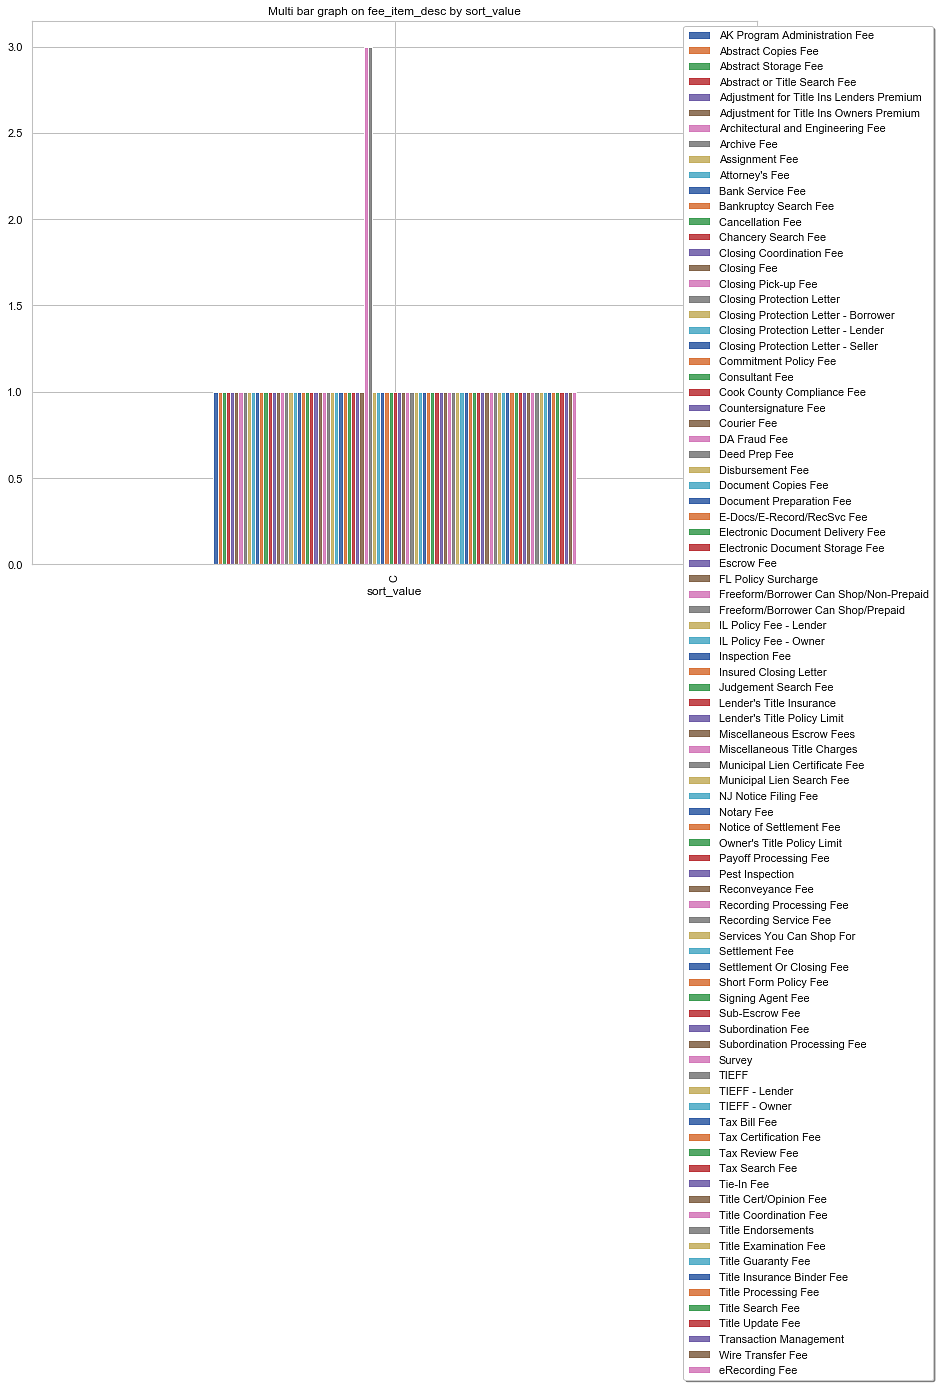 Multi bar graph on fee_item_desc by sort_value
3.0
2.5
2.0
1.5
1.0
0.5
0.0
C
sort_value
AK Program Administration Fee
Abstract Copies Fee
Abstract Storage Fee
Abstract or Title Search Fee
Adjustment for Title Ins Lenders Premium
Adjustment for Title Ins Owners Premium
Architectural and Engineering Fee
Archive Fee
Assignment Fee
Attorney's Fee
Bank Service Fee
Bankruptcy Search Fee
Cancellation Fee
Chancery Search Fee
Closing Coordination Fee
Closing Fee
Closing Pick-up Fee
Closing Protection Letter
Closing Protection Letter - Borrower
Closing Protection Letter - Lender
Closing Protection Letter - Seller
Commitment Policy Fee
Consultant Fee
Cook County Compliance Fee
Countersignature Fee
Courier Fee
DA Fraud Fee
Deed Prep Fee
Disbursement Fee
Document Copies Fee
Document Preparation Fee
E-Docs/E-Record/RecSvc Fee
Electronic Document Delivery Fee
Electronic Document Storage Fee
Escrow Fee
FL Policy Surcharge
Freeform/Borrower Can Shop/Non-Prepaid
Freeform/Borrower Can Shop/Prepaid
IL Policy Fee - Lender
IL Policy Fee - Owner
Inspection Fee
Insured Closing Letter
Judgement Search Fee
Lender's Title Insurance
Lender's Title Policy Limit
Miscellaneous Escrow Fees
Miscellaneous Title Charges
Municipal Lien Certificate Fee
Municipal Lien Search Fee
NJ Notice Filing Fee
Notary Fee
Notice of Settlement Fee
Owner's Title Policy Limit
Payoff Processing Fee
Pest Inspection
Reconveyance Fee
Recording Processing Fee
Recording Service Fee
Services You Can Shop For
Settlement Fee
Settlement Or Closing Fee
Short Form Policy Fee
Signing Agent Fee
Sub-Escrow Fee
Subordination Fee
Subordination Processing Fee
Survey
TIEFF
TIEFF - Lender
TIEFF - Owner
Tax Bill Fee
Tax Certification Fee
Tax Review Fee
Tax Search Fee
Tie-In Fee
Title Cert/Opinion Fee
Title Coordination Fee
Title Endorsements
Title Examination Fee
Title Guaranty Fee
Title Insurance Binder Fee
Title Processing Fee
Title Search Fee
Title Update Fee
Transaction Management
Wire Transfer Fee
eRecording Fee